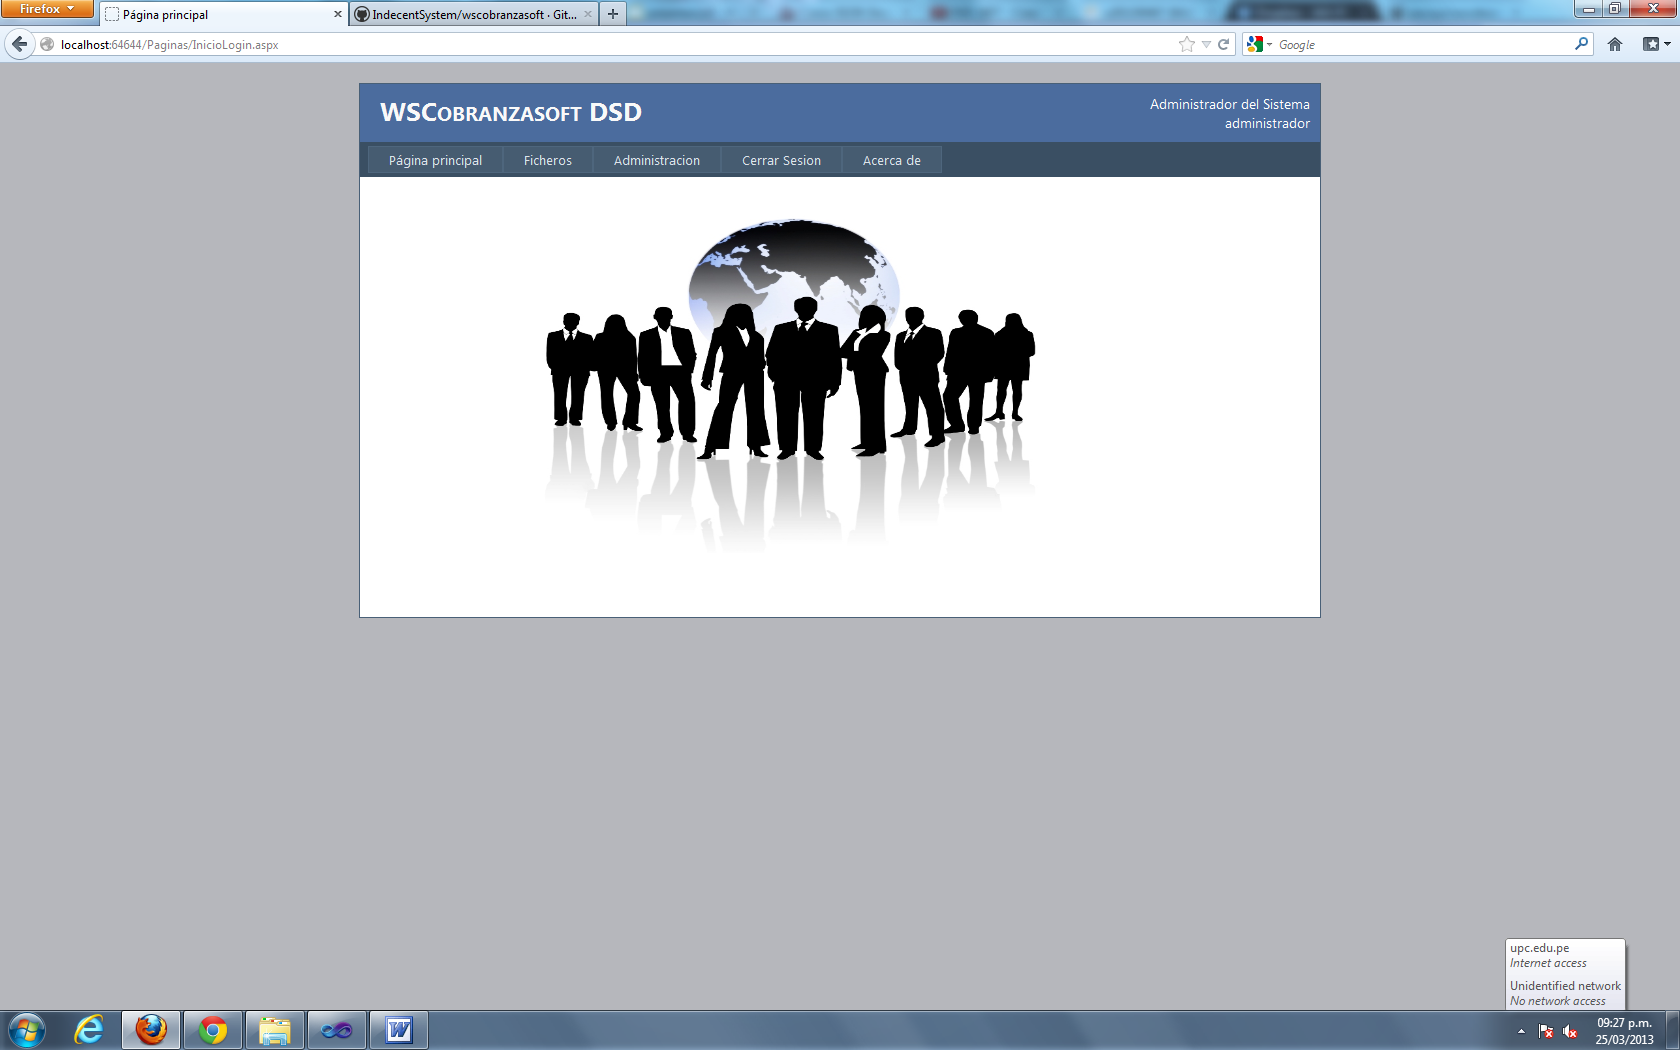 Firefox
Página principal
IndecentSystem/wscobranzasoft · Git...
localhost:64644/Paginas/InicioLogin.aspx
Google
WSCobranzasoft DSD
Administrador del Sistema
administrador
Página principal
Ficheros
Administracion
Cerrar Sesion
Acerca de
upc.edu.pe
Internet access
Unidentified network
No network access
09:27 p.m.
25/03/2013